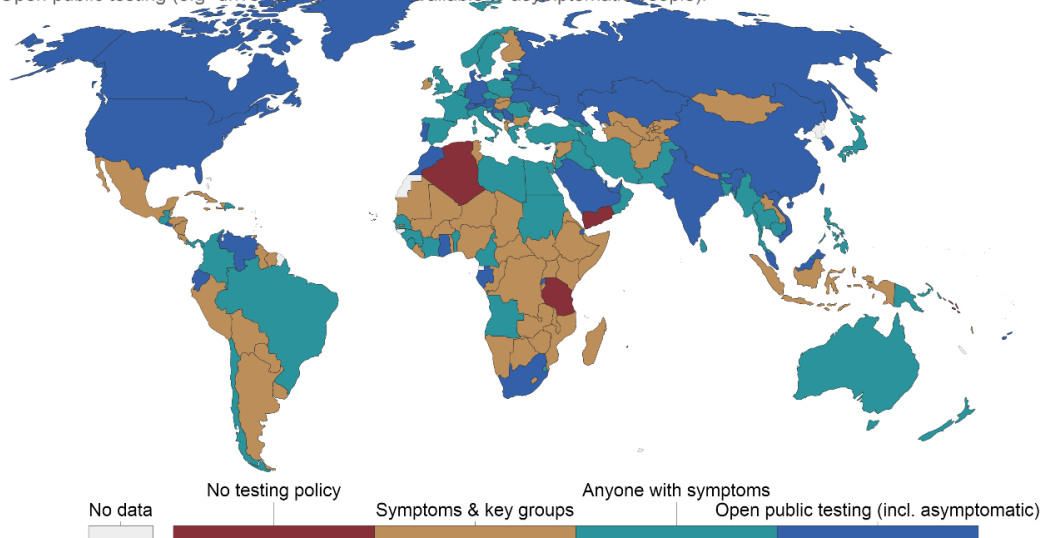 No testing policy
Anyone with symptoms
No data
Symptoms & key groups
Open public testing (incl. asymptomatic)